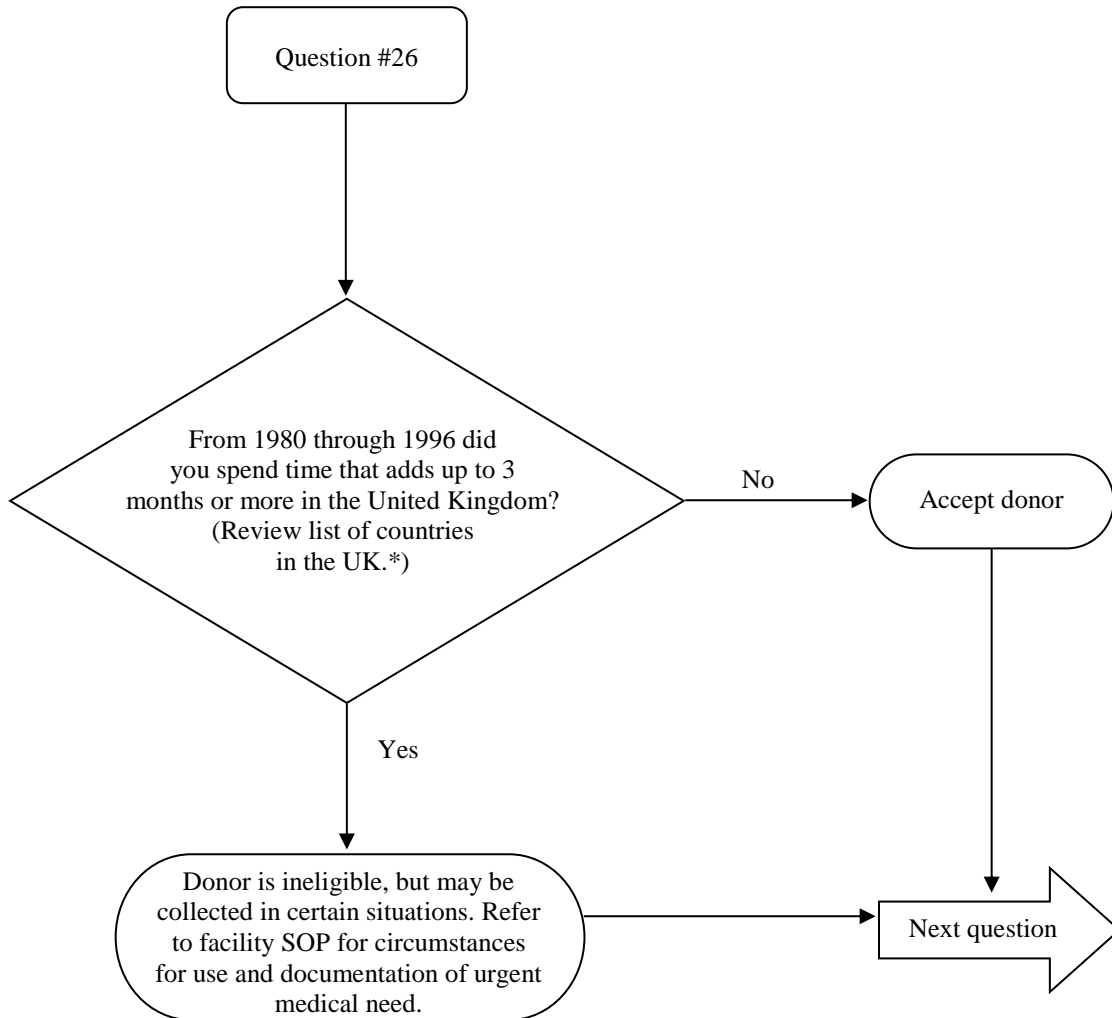 Question #26
From 1980 through 1996 did
you spend time that adds up to 3
months or more in the United Kingdom?
(Review list of countries
in the UK.*)
No
Accept donor
Yes
Donor is ineligible, but may be
collected in certain situations. Refer
to facility SOP for circumstances
for use and documentation of urgent
medical need.
Next question